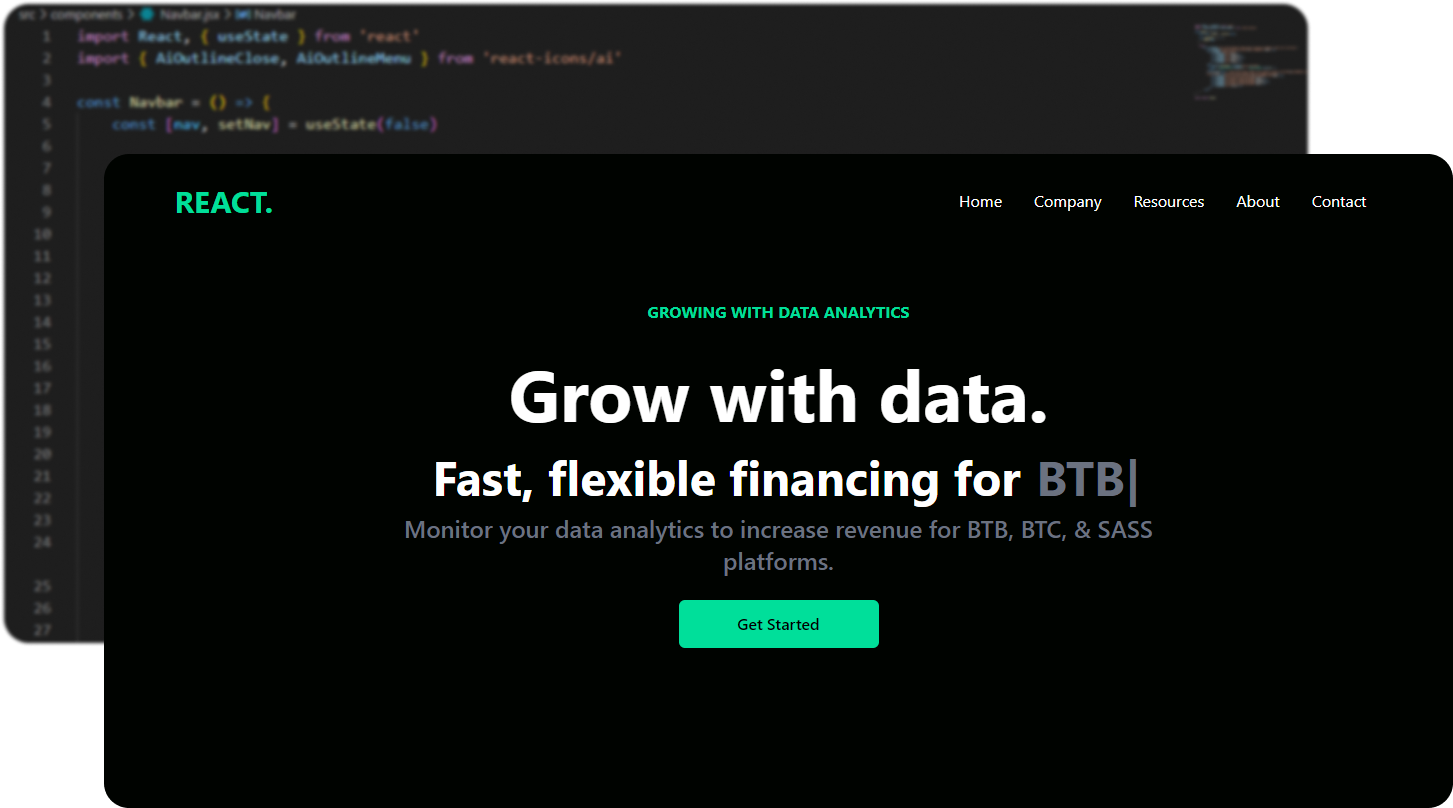 src > components > Navbar.jsx > Navbar
1 import React, { useState } from 'react'
2 import { AiOutlineClose, AiOutlineMenu } from 'react-icons/ai'
3
4 const Navbar = () => {
5 const [nav, setNav] = useState(false)
6
7
8
9
10
11
12
13
14
15
16
17
18
19
20
21
22
23
24
25
26
27
REACT.
Home Company Resources About Contact
GROWING WITH DATA ANALYTICS
Grow with data.
Fast, flexible financing for BTB|
Monitor your data analytics to increase revenue for BTB, BTC, & SASS
platforms.
Get Started